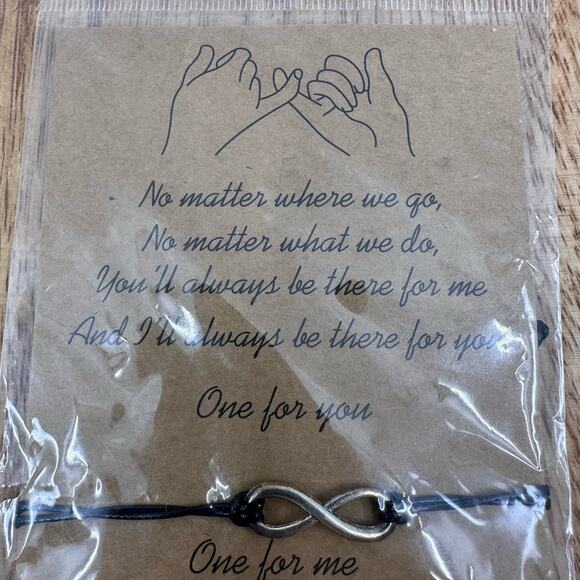 No matter where we go,
No matter what we do,
You'll always be there for me
And I'll always be there for you
One for you
One for me